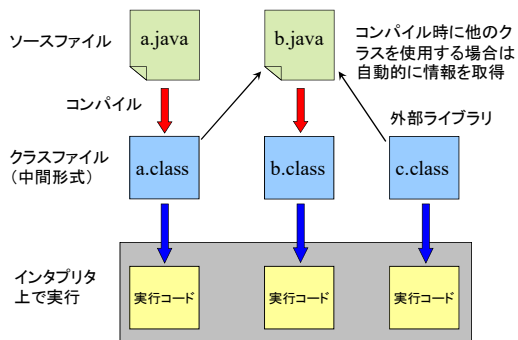 ソースファイル
a.java
b.java
コンパイル時に他のク
ラスを使用する場合は
自動的に情報を取得
コンパイル
外部ライブラリ
クラスファイル
（中間形式）
a.class
b.class
c.class
インタプリタ
上で実行
実行コード
実行コード
実行コード